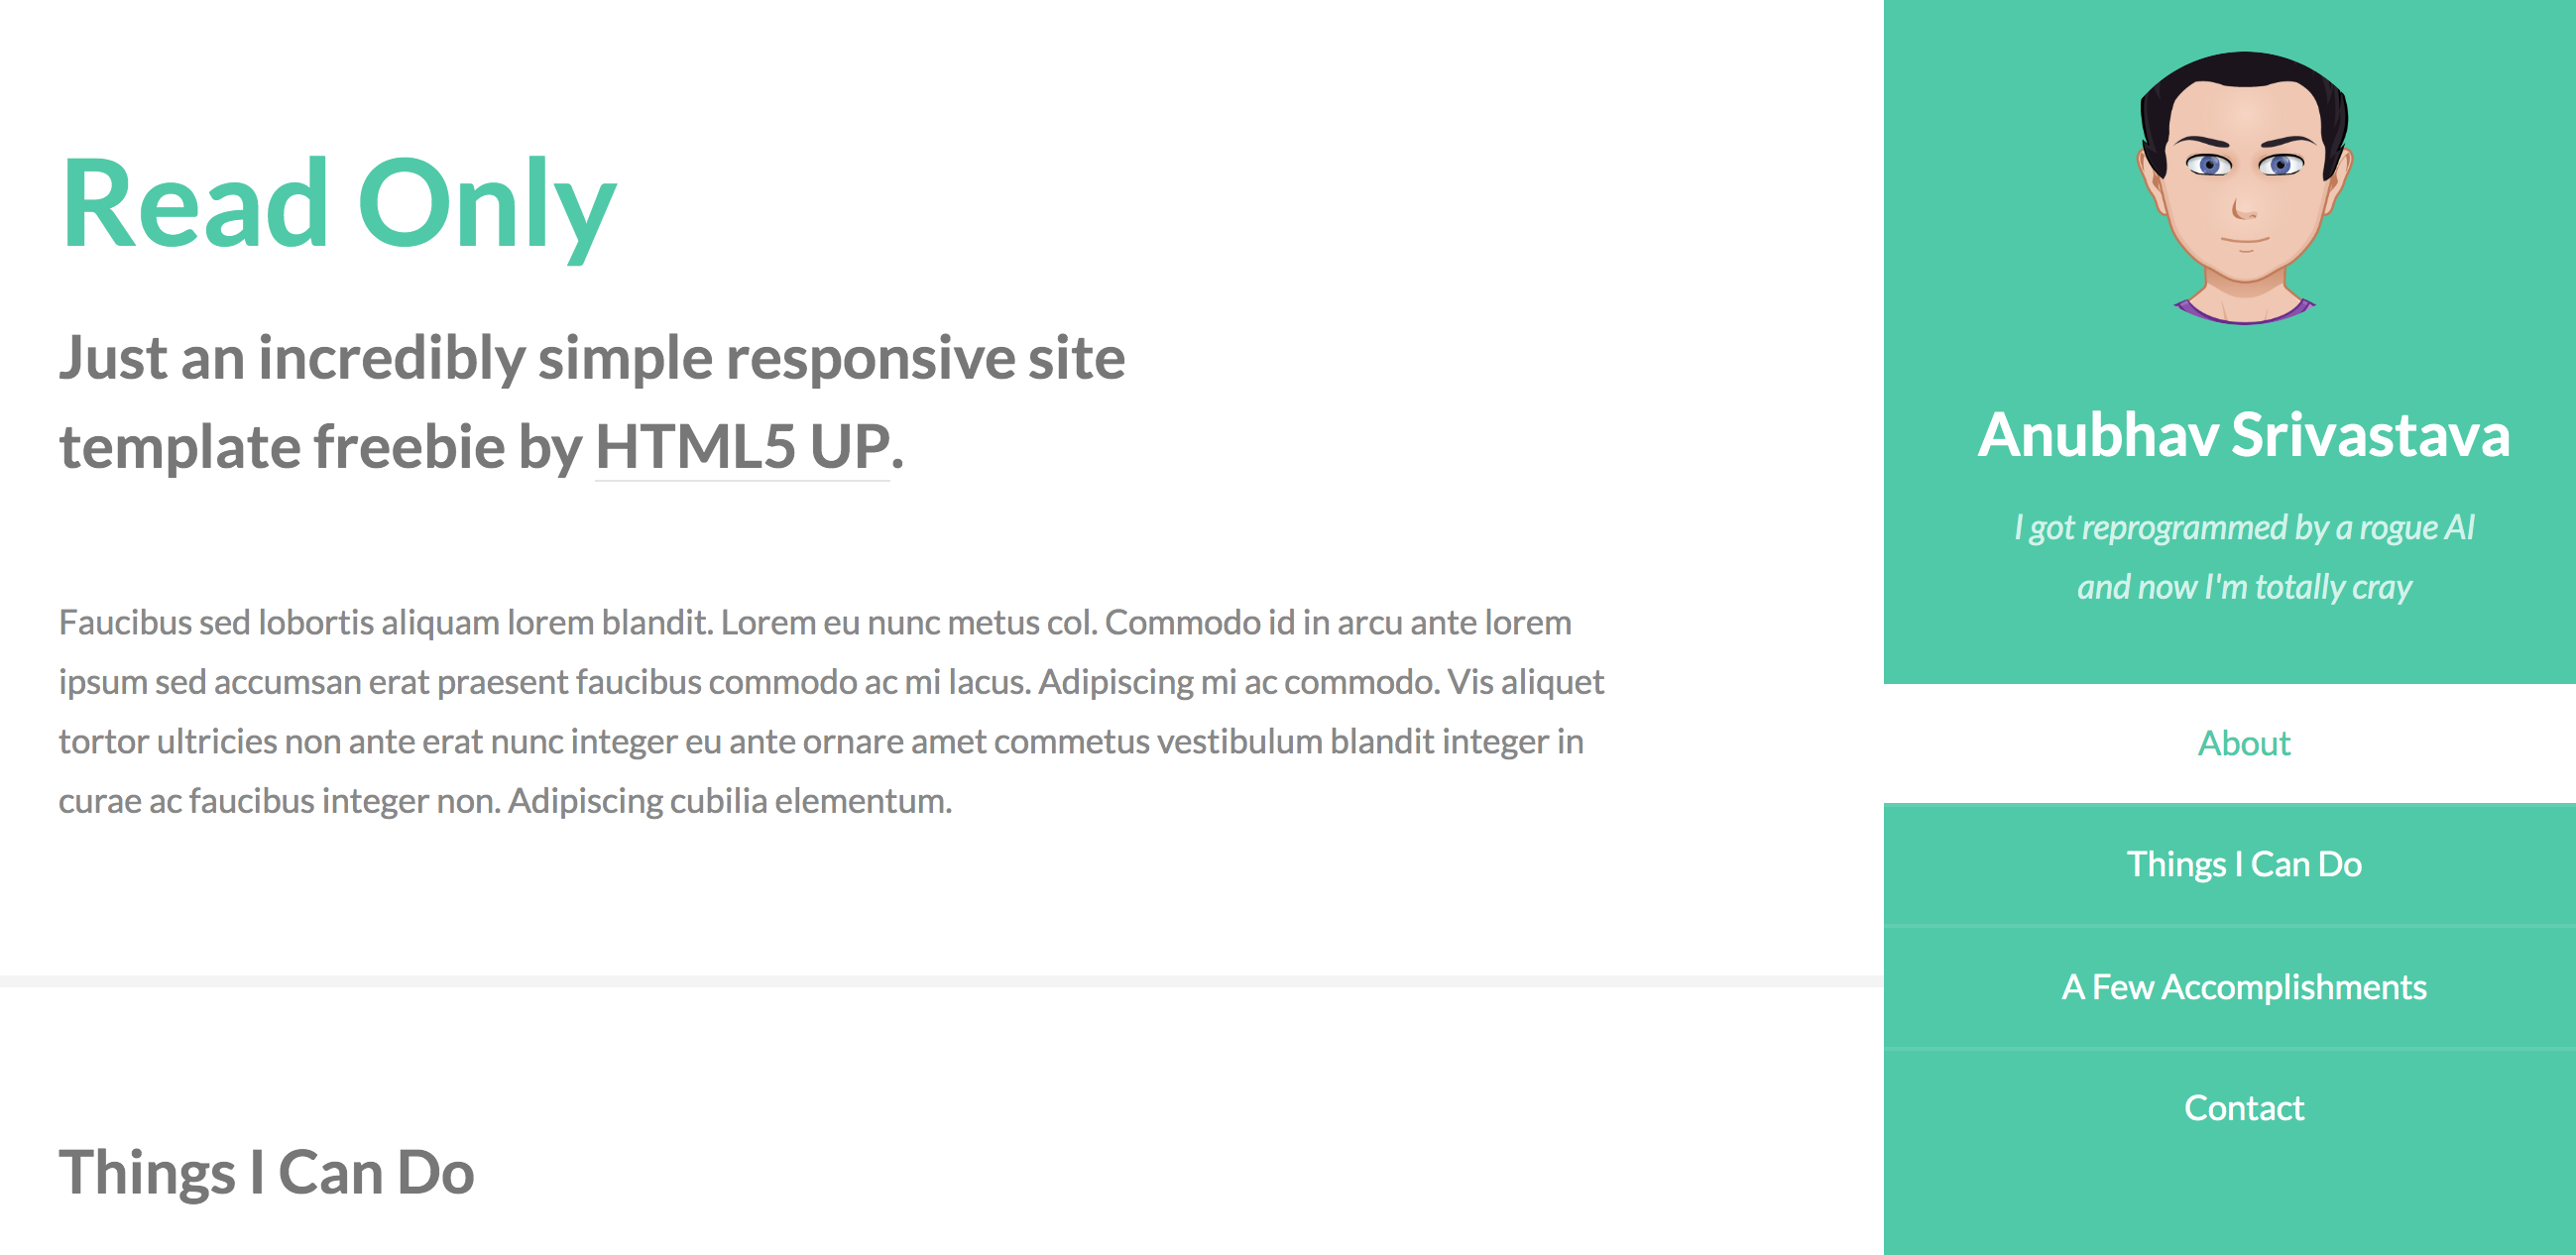 Read Only
Just an incredibly simple responsive site
template freebie by HTML5 UP.
Faucibus sed lobortis aliquam lorem blandit. Lorem eu nunc metus col. Commodo id in arcu ante lorem
ipsum sed accumsan erat praesent faucibus commodo ac mi lacus. Adipiscing mi ac commodo. Vis aliquet
tortor ultricies non ante erat nunc integer eu ante ornare amet commetus vestibulum blandit integer in
curae ac faucibus integer non. Adipiscing cubilia elementum.
Things I Can Do
Anubhav Srivastava
I got reprogrammed by a rogue AI
and now I'm totally cray
About
Things I Can Do
A Few Accomplishments
Contact